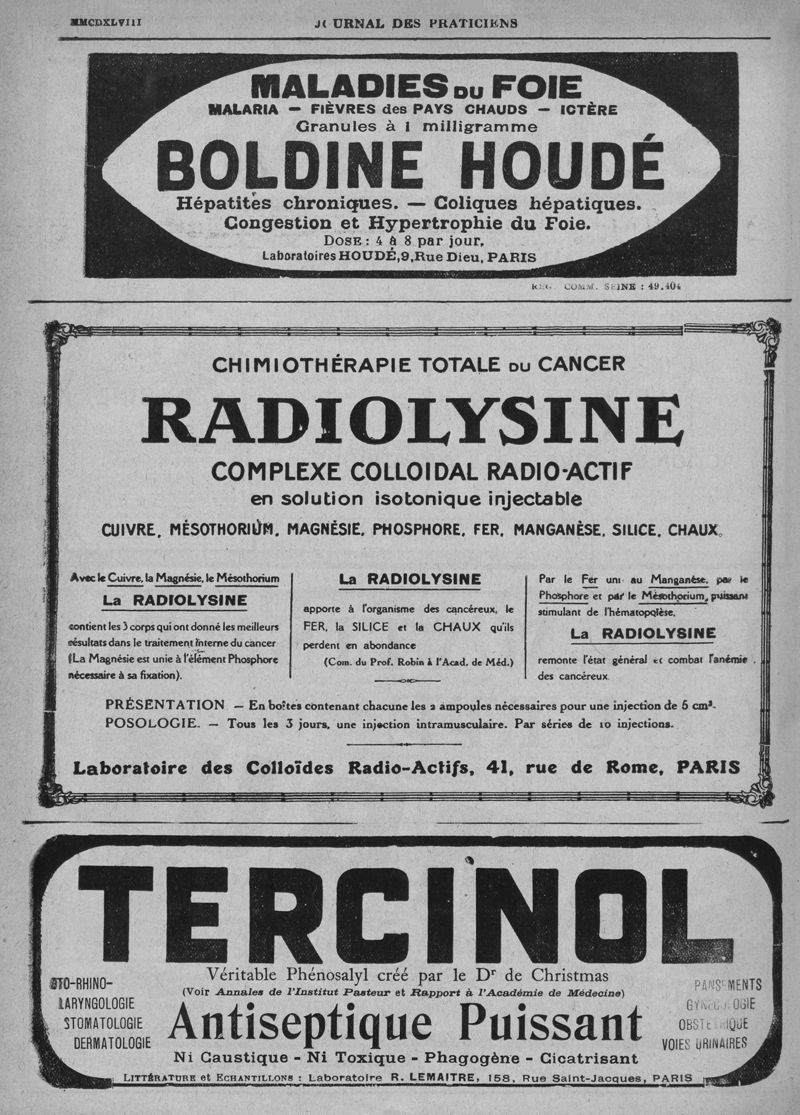 MMCDXLVIII
JOURNAL DES PRATICIENS
MALADIES DU FOIE
MALARIA — FIÈVRES des PAYS CHAUDS — ICTÈRE
Granules à 1 milligramme
BOLDINE HOUDÉ
Hépatites chroniques. — Coliques hépatiques.
Congestion et Hypertrophie du Foie.
DOSE : 4 à 8 par jour.
Laboratoires HOUDÉ, 9, Rue Dieu, PARIS
REG. COMM. SEINE : 49.404
CHIMIOTHÉRAPIE TOTALE DU CANCER
RADIOLYSINE
COMPLEXE COLLOIDAL RADIO-ACTIF
en solution isotonique injectable
CUIVRE, MÉSOTHORIUM, MAGNÉSIE, PHOSPHORE, FER, MANGANÈSE, SILICE, CHAUX.
Avec le Cuivre, la Magnésie, le Mésothorium
La RADIOLYSINE
contient les 3 corps qui ont donné les meilleurs
résultats dans le traitement interne du cancer
(La Magnésie est unie à l'élément Phosphore
nécessaire à sa fixation).
La RADIOLYSINE
apporte à l'organisme des cancéreux, le
FER, la SILICE et la CHAUX qu'ils
perdent en abondance
(Com. du Prof. Robin à l'Acad. de Méd.)
Par le Fer uni au Manganèse, par le
Phosphore et par le Mésothorium, puissant
stimulant de l'hématopoïèse,
La RADIOLYSINE
remonte l'état général et combat l'anémie
des cancéreux
PRÉSENTATION — En boîtes contenant chacune les 2 ampoules nécessaires pour une injection de 5 cm³.
POSOLOGIE. — Tous les 3 jours, une injection intramusculaire. Par séries de 10 injections.
Laboratoire des Colloïdes Radio-Actifs, 41, rue de Rome, PARIS
TERCINOL
Véritable Phénosalyl créé par le Dr de Christmas
(Voir Annales de l'Institut Pasteur et Rapport à l'Académie de Médecine)
OTO-RHINO-
LARYNGOLOGIE
STOMATOLOGIE
DERMATOLOGIE
Antiseptique Puissant
PANSEMENTS
GYNECOLOGIE
OBSTETRIQUE
VOIES URINAIRES
Ni Caustique - Ni Toxique - Phagogène - Cicatrisant
LITTÉRATURE et ECHANTILLONS : Laboratoire R. LEMAITRE, 158, Rue Saint-Jacques, PARIS